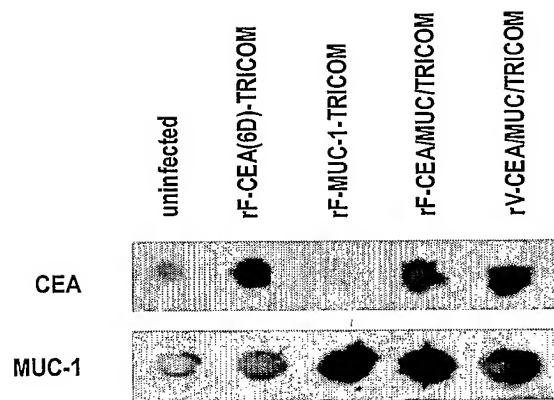 uninfected
rF-CEA(6D)-TRICOM
rF-MUC-1-TRICOM
rF-CEA/MUC/TRICOM
rV-CEA/MUC/TRICOM
CEA
MUC-1